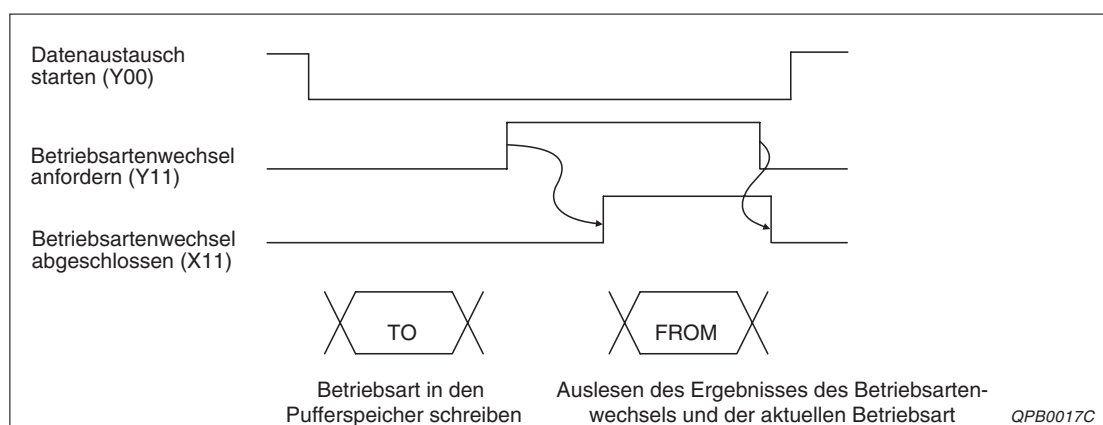 Datenaustausch
starten (Y00)
Betriebsartenwechsel
anfordern (Y11)
Betriebsartenwechsel
abgeschlossen (X11)
TO
FROM
Betriebsart in den
Pufferspeicher schreiben
Auslesen des Ergebnisses des Betriebsarten-
wechsels und der aktuellen Betriebsart
QPB0017C